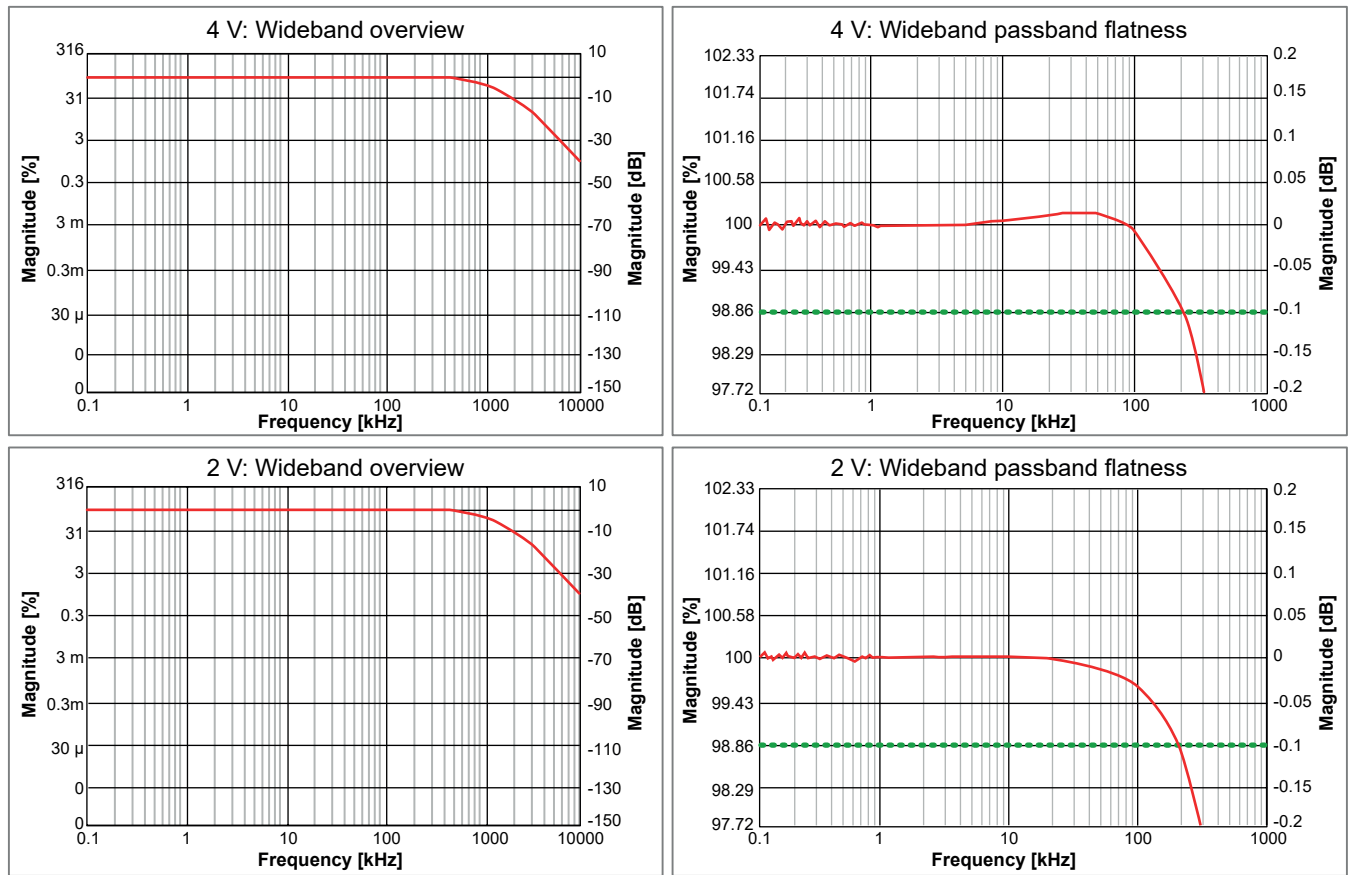 4 V: Wideband overview
316
31
3
0.3
3 m
0.3m
30 µ
0
0
Magnitude [%]
10
-10
-30
-50
-70
-90
-110
-130
-150
Magnitude [dB]
0.1 1 10 100 1000 10000
Frequency [kHz]
4 V: Wideband passband flatness
102.33
101.74
101.16
100.58
100
99.43
98.86
98.29
97.72
Magnitude [%]
0.2
0.15
0.1
0.05
0
-0.05
-0.1
-0.15
-0.2
Magnitude [dB]
0.1 1 10 100 1000
Frequency [kHz]
2 V: Wideband overview
316
31
3
0.3
3 m
0.3m
30 µ
0
0
Magnitude [%]
10
-10
-30
-50
-70
-90
-110
-130
-150
Magnitude [dB]
0.1 1 10 100 1000 10000
Frequency [kHz]
2 V: Wideband passband flatness
102.33
101.74
101.16
100.58
100
99.43
98.86
98.29
97.72
Magnitude [%]
0.2
0.15
0.1
0.05
0
-0.05
-0.1
-0.15
-0.2
Magnitude [dB]
0.1 1 10 100 1000
Frequency [kHz]